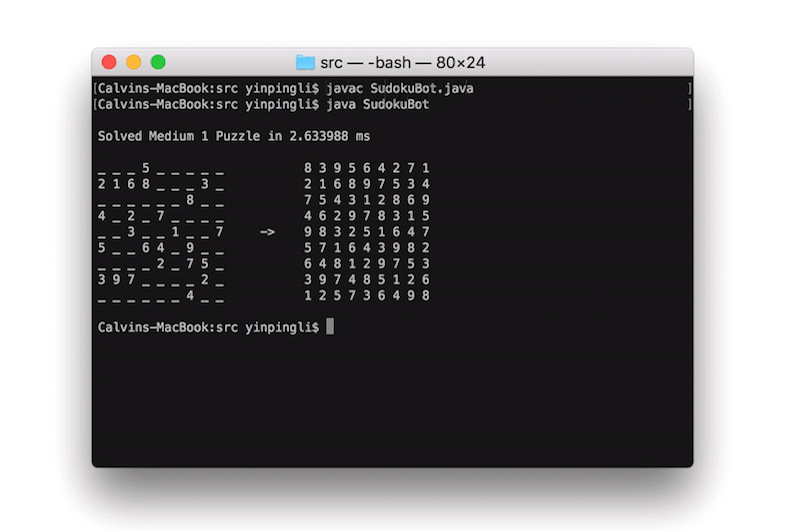 src — -bash — 80×24
[Calvins-MacBook:src yinpingli$ javac SudokuBot.java ]
[Calvins-MacBook:src yinpingli$ java SudokuBot ]
Solved Medium 1 Puzzle in 2.633988 ms
_ _ _ 5 _ _ _ _ _ 8 3 9 5 6 4 2 7 1
2 1 6 8 _ _ _ 3 _ 2 1 6 8 9 7 5 3 4
_ _ _ _ _ _ 8 _ _ 7 5 4 3 1 2 8 6 9
4 _ 2 _ 7 _ _ _ _ 4 6 2 9 7 8 3 1 5
_ _ 3 _ _ 1 _ _ 7 -> 9 8 3 2 5 1 6 4 7
5 _ _ 6 4 _ 9 _ _ 5 7 1 6 4 3 9 8 2
_ _ _ _ 2 _ 7 5 _ 6 4 8 1 2 9 7 5 3
3 9 7 _ _ _ _ 2 _ 3 9 7 4 8 5 1 2 6
_ _ _ _ _ _ 4 _ _ 1 2 5 7 3 6 4 9 8
Calvins-MacBook:src yinpingli$